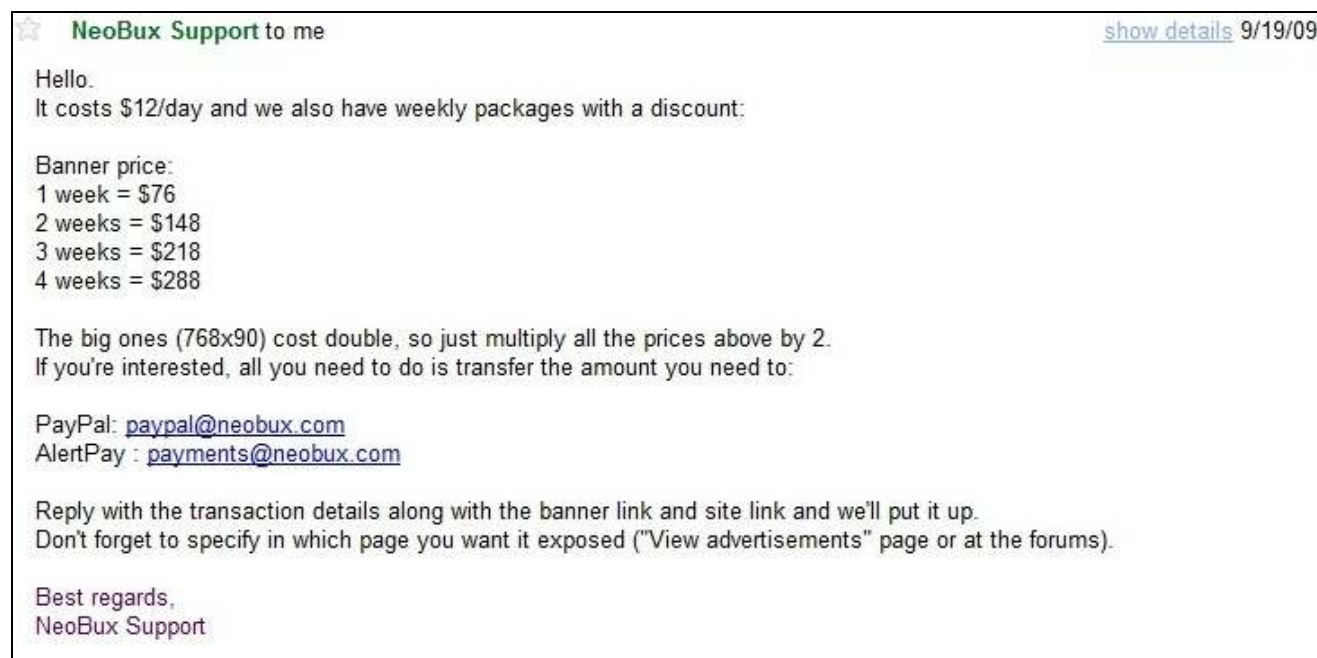 NeoBux Support to me show details 9/19/09
Hello.
It costs $12/day and we also have weekly packages with a discount:
Banner price:
1 week = $76
2 weeks = $148
3 weeks = $218
4 weeks = $288
The big ones (768x90) cost double, so just multiply all the prices above by 2.
If you're interested, all you need to do is transfer the amount you need to:
PayPal: paypal@neobux.com
AlertPay : payments@neobux.com
Reply with the transaction details along with the banner link and site link and we'll put it up.
Don't forget to specify in which page you want it exposed ("View advertisements" page or at the forums).
Best regards,
NeoBux Support